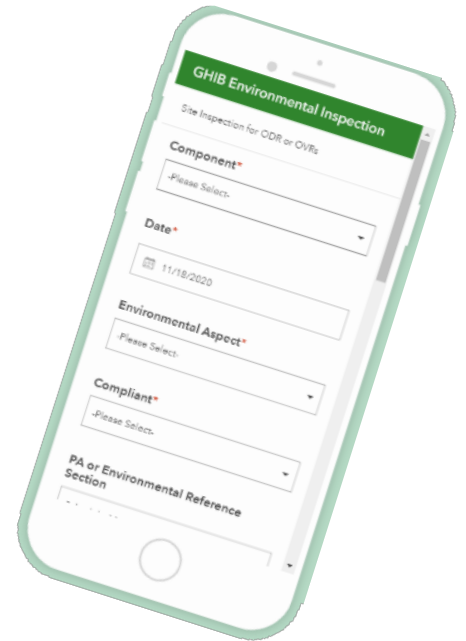 GHIB Environmental Inspection
Site Inspection for ODR or OVRs
Component*
-Please Select-
Date*
11/18/2020
Environmental Aspect*
-Please Select-
Compliant*
-Please Select-
PA or Environmental Reference
Section